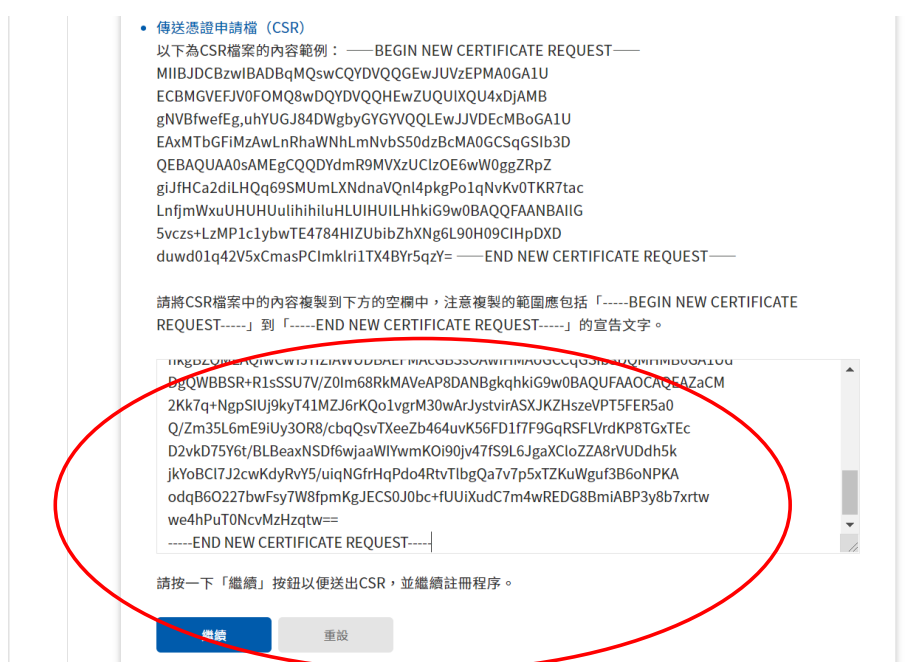 傳送憑證申請檔（CSR）
以下為CSR檔案的內容範例： ——BEGIN NEW CERTIFICATE REQUEST——
MIIBJDCBzwIBADBqMQswCQYDVQQGEwJUVzEPMA0GA1U
ECBMGVEFJV0FOMQ8wDQYDVQQHEwZUQUlXQU4xDjAMB
gNVBfwefEg,uhYUGJ84DWgbyGYGYVQQLEwJJVDEcMBoGA1U
EAxMTbGFiMzAwLnRhaWNhLmNvbS50dzBcMA0GCSqGSIb3D
QEBAQUAA0sAMEgCQQDYdmR9MVXzUClzOE6wW0ggZRpZ
giJfHCa2diLHQq69SMUmLXNdnaVQnl4pkgPo1qNvKv0TKR7tac
LnfjmWxuUHUHUulihihiluHLUIHUILHhkiG9w0BAQQFAANBAIlG
5vczs+LzMP1c1ybwTE4784HIZUbibZhXNg6L90H09CIHpDXD
duwd01q42V5xCmasPCImkIri1TX4BYr5qzY= ——END NEW CERTIFICATE REQUEST——
請將CSR檔案中的內容複製到下方的空欄中，注意複製的範圍應包括「-----BEGIN NEW CERTIFICATE
REQUEST-----」到「-----END NEW CERTIFICATE REQUEST-----」的宣告文字。
DgQWBBSR+R1sSSU7V/Z0Im68RkMAVeAP8DANBgkqhkiG9w0BAQUFAAOCAQEAZaCM
2Kk7q+NgpSIUj9kyT41MZJ6rKQo1vgrM30wArJystvirASXJKZHszeVPT5FER5a0
Q/Zm35L6mE9iUy3OR8/cbqQsvTXeeZb464uvK56FD1f7F9GqRSFLVrdKP8TGxTEc
D2vkD75Y6t/BLBeaxNSDf6wjaaWIYwmKOi90jv47fS9L6JgaXCloZZA8rVUDdh5k
jkYoBCl7J2cwKdyRvY5/uiqNGfrHqPdo4RtvTlbgQa7v7p5xTZKuWguf3B6oNPKA
odqB6O227bwFsy7W8fpmKgJECS0J0bc+fUUiXudC7m4wREDG8BmiABP3y8b7xrtw
we4hPuT0NcvMzHzqtw==
-----END NEW CERTIFICATE REQUEST-----
請按一下「繼續」按鈕以便送出CSR，並繼續註冊程序。
繼續
重設